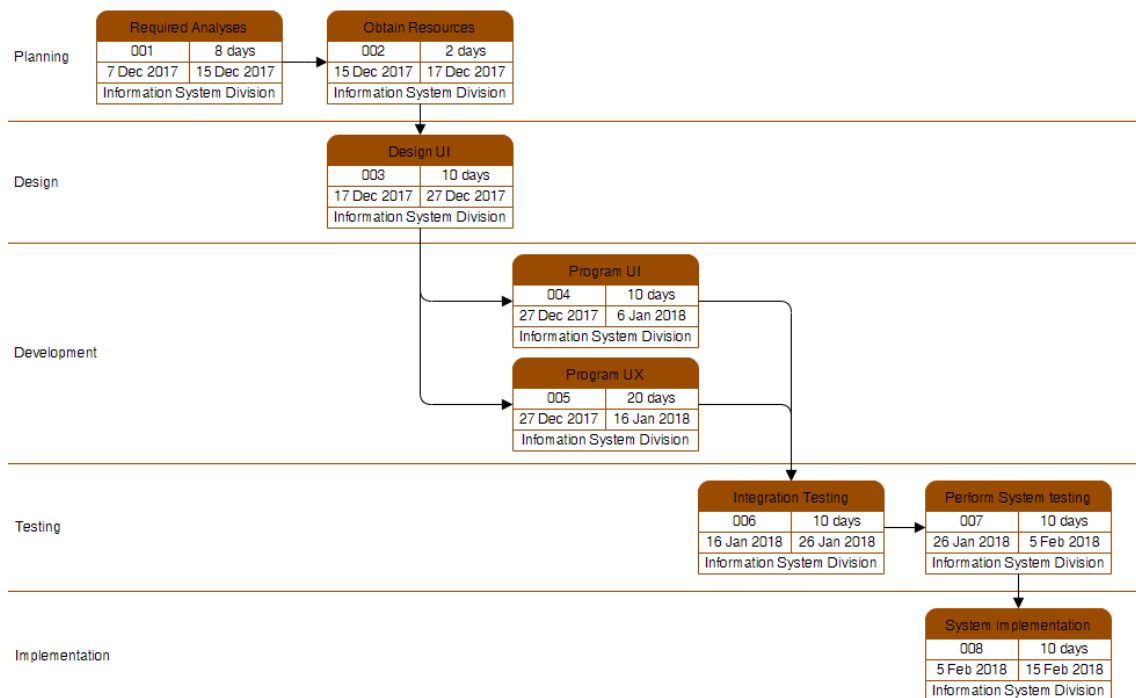 Planning
Required Analyses
001 8 days
7 Dec 2017 15 Dec 2017
Information System Division
Obtain Resources
002 2 days
15 Dec 2017 17 Dec 2017
Information System Division
Design
Design UI
003 10 days
17 Dec 2017 27 Dec 2017
Information System Division
Development
Program UI
004 10 days
27 Dec 2017 6 Jan 2018
Information System Division
Program UX
005 20 days
27 Dec 2017 16 Jan 2018
Infomation System Division
Testing
Integration Testing
006 10 days
16 Jan 2018 26 Jan 2018
Information System Division
Perform System testing
007 10 days
26 Jan 2018 5 Feb 2018
Information System Division
Implementation
System implementation
008 10 days
5 Feb 2018 15 Feb 2018
Information System Division